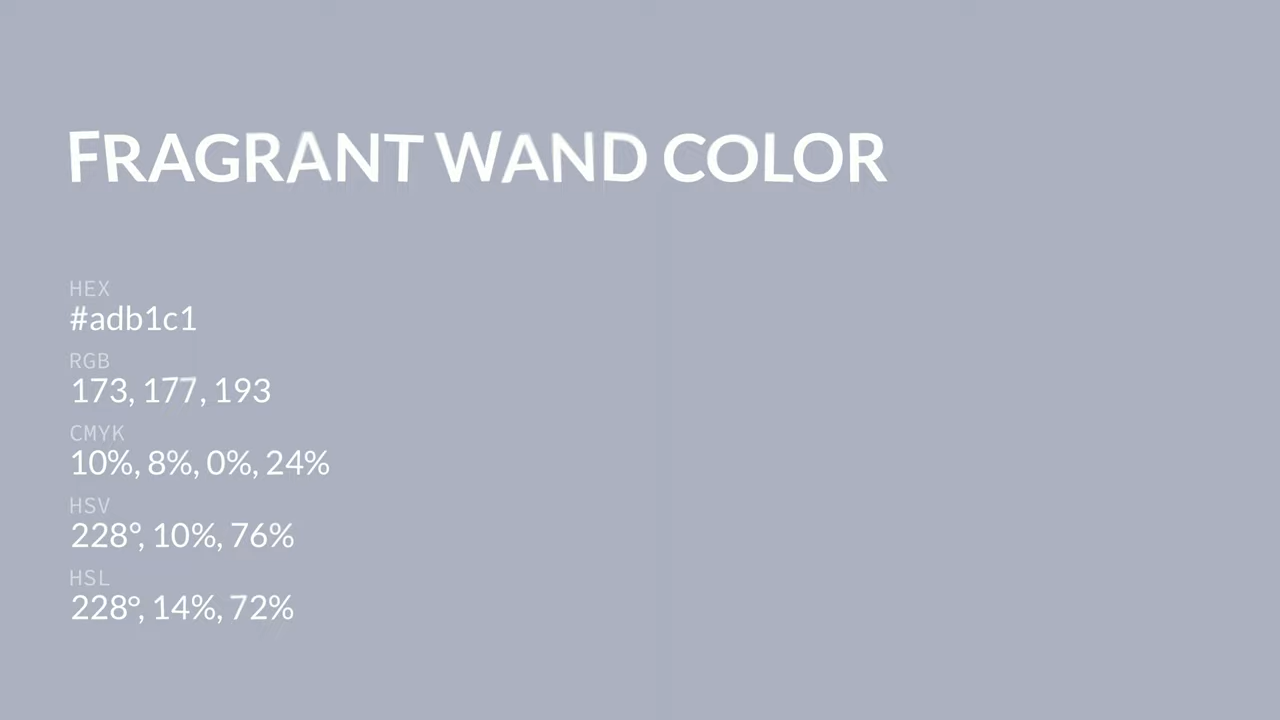 FRAGRANT WAND COLOR
HEX
#adb1c1
RGB
173, 177, 193
CMYK
10%, 8%, 0%, 24%
HSV
228°, 10%, 76%
HSL
228°, 14%, 72%